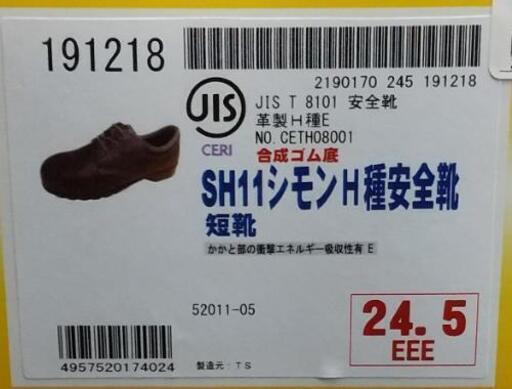 191218
2190170 245 191218
JIS
CERI
JIS T 8101 安全靴
革製H種E
NO. CETH08001
合成ゴム底
SH11シモンH種安全靴
短靴
かかと部の衝撃エネルギー吸収性有 E
52011-05
24.5
EEE
4957520174024
製造元:TS